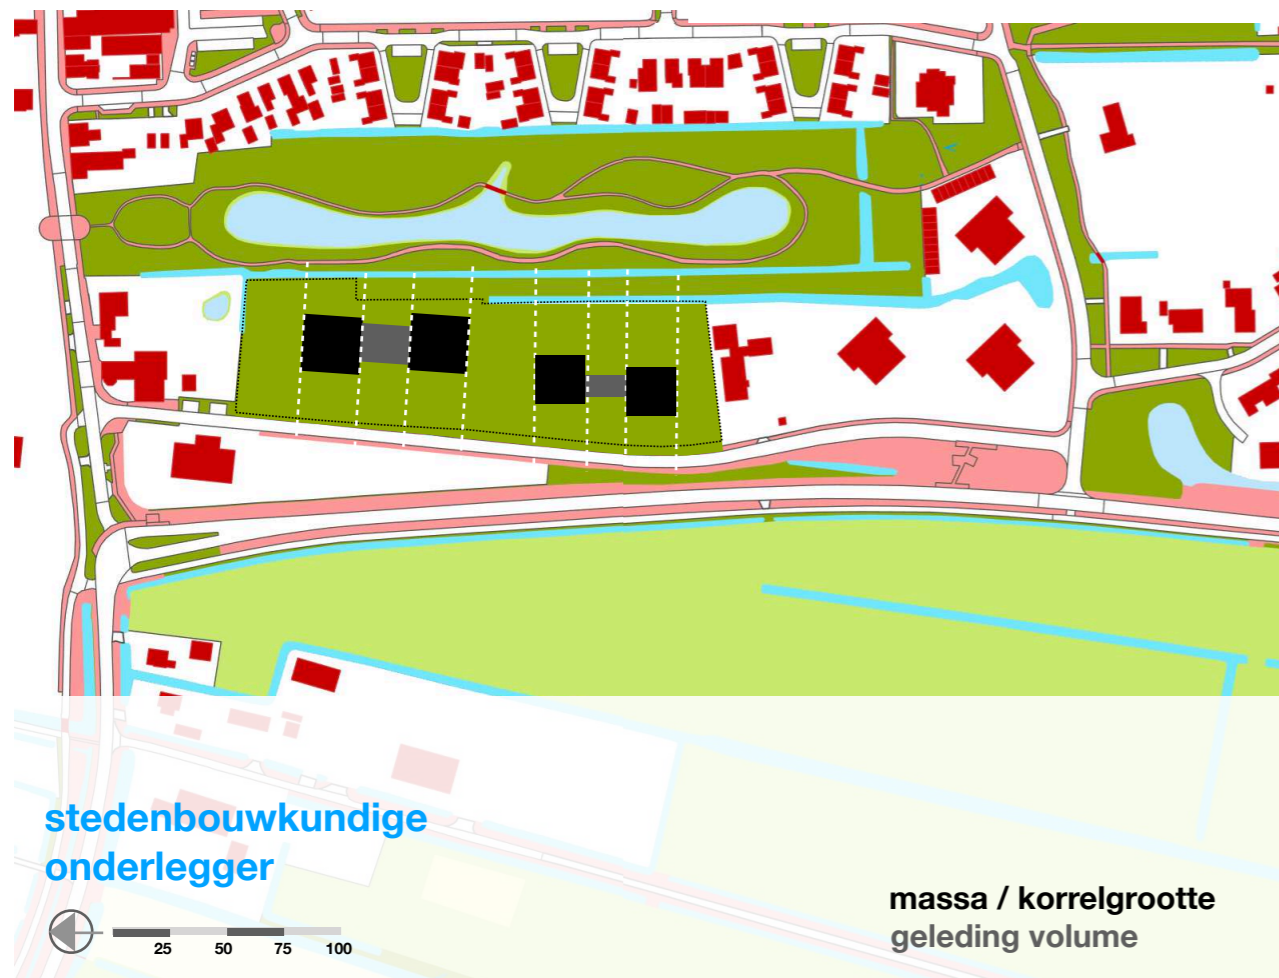 stedenbouwkundige
onderlegger
25 50 75 100
massa / korrelgrootte
geleding volume